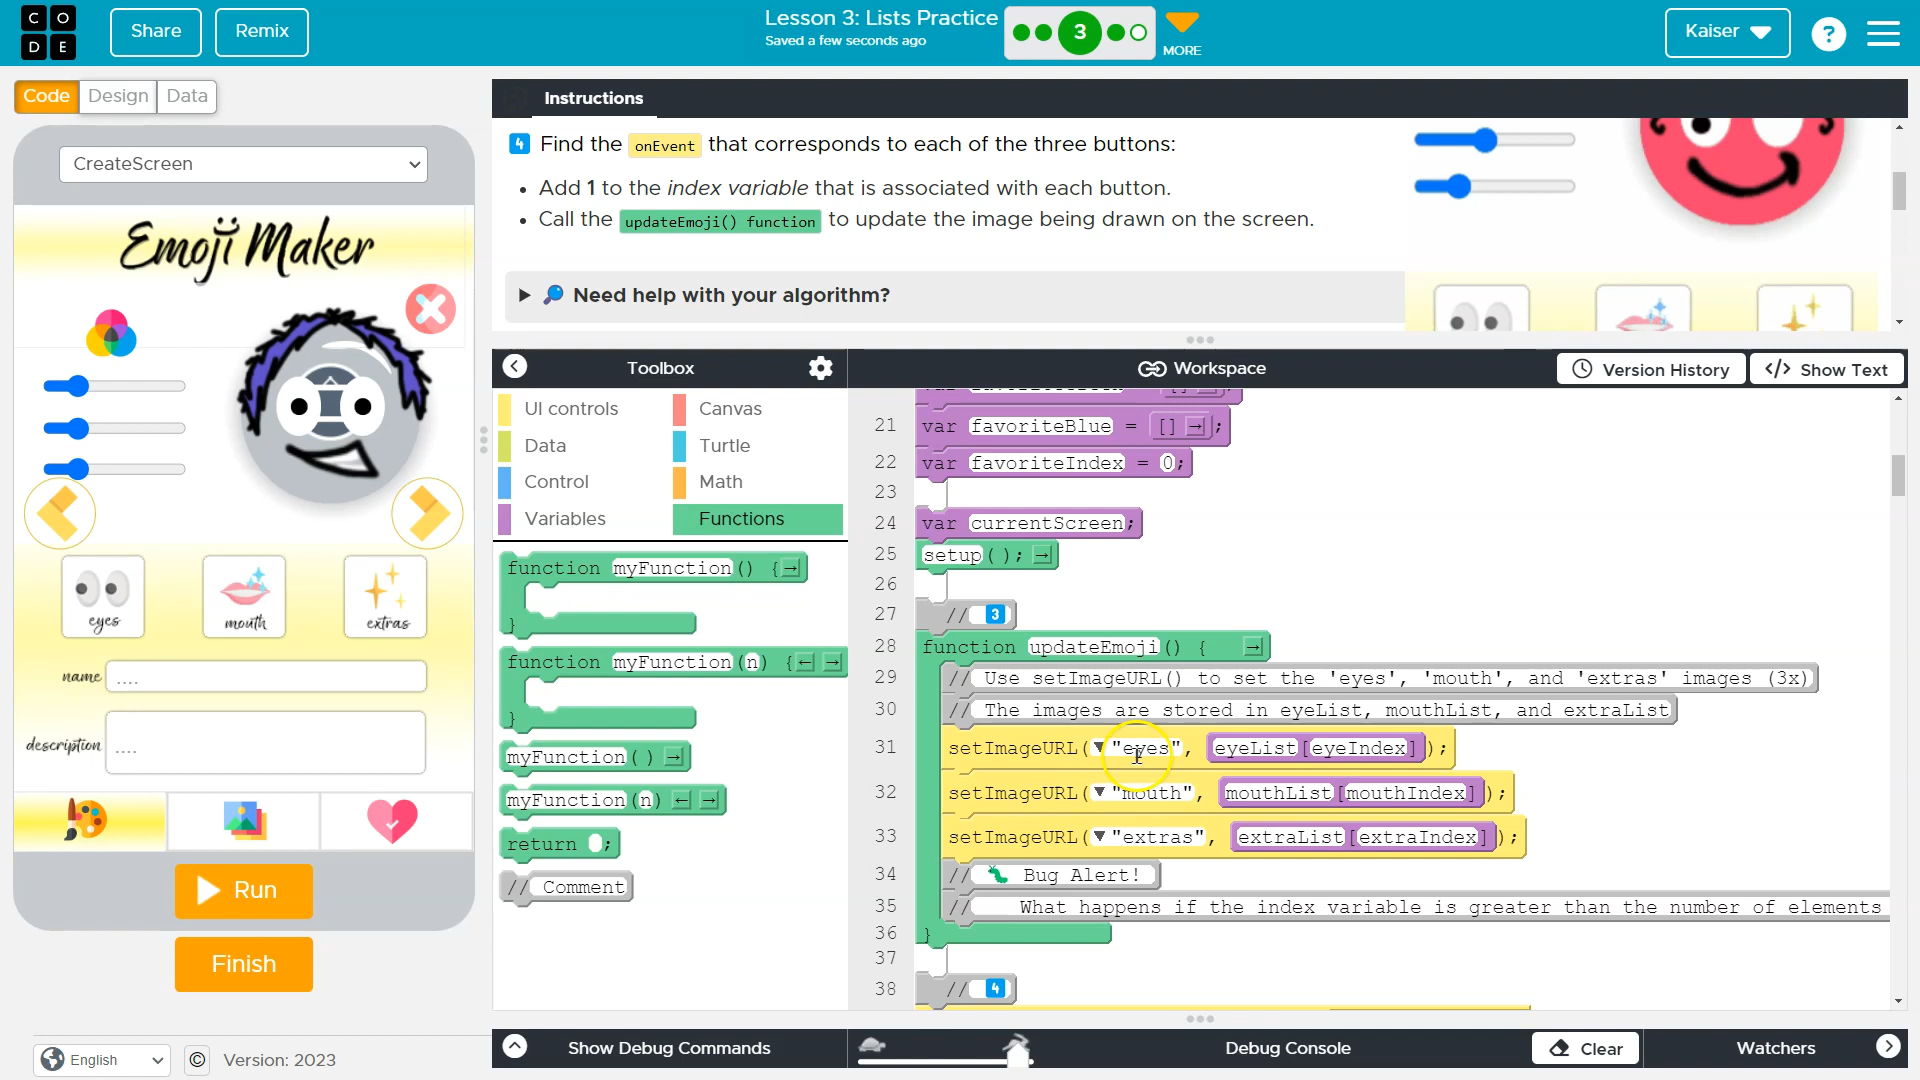 CODE
Share
Remix
Lesson 3: Lists Practice
Saved a few seconds ago
3
MORE
Kaiser
?
Code
Design
Data
CreateScreen
Emoji Maker
eyes
mouth
extras
name
....
description
....
Run
Finish
English
©
Version: 2023
Instructions
4 Find the onEvent that corresponds to each of the three buttons:
• Add 1 to the index variable that is associated with each button.
• Call the updateEmoji() function to update the image being drawn on the screen.
Need help with your algorithm?
Toolbox
Workspace
Version History
</> Show Text
UI controls
Canvas
Data
Turtle
Control
Math
Variables
Functions
function myFunction() {
}
function myFunction(n) {
}
myFunction()
myFunction(n)
return ;
// Comment
21 var favoriteBlue = [];
22 var favoriteIndex = 0;
23
24 var currentScreen;
25 setup();
26
27 // 3
28 function updateEmoji() {
29 // Use setImageURL() to set the 'eyes', 'mouth', and 'extras' images (3x)
30 // The images are stored in eyeList, mouthList, and extraList
31 setImageURL("eyes", eyeList[eyeIndex]);
32 setImageURL("mouth", mouthList[mouthIndex]);
33 setImageURL("extras", extraList[extraIndex]);
34 // 🐛 Bug Alert!
35 // What happens if the index variable is greater than the number of elements
36 }
37
38 // 4
Show Debug Commands
Debug Console
Clear
Watchers